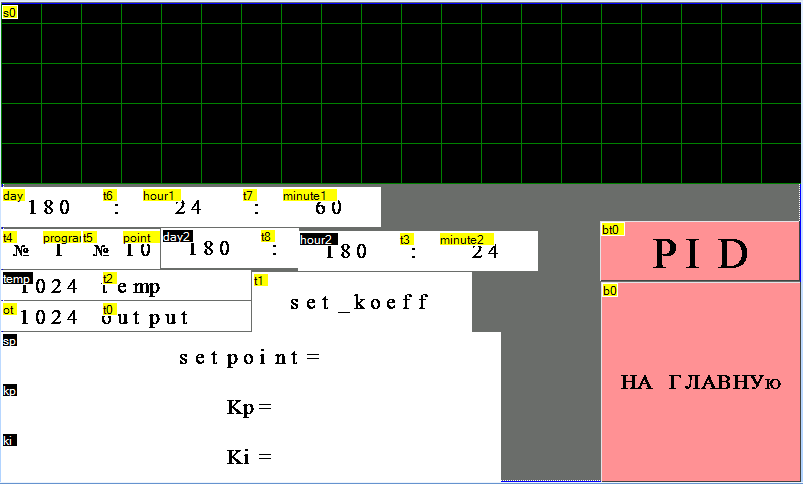 s0
day t6 hour1 t7 minute1
180 : 24 : 60
t4 program t5 point day2 t8 hour2 t3 minute2
№ 1 № 10 180 : 180 : 24
bt0
PID
temp t2
1024 temp
t1
set_koeff
b0
ot t0
1024 output
sp
setpoint=
НА ГЛАВНУю
kp
Kp=
ki
Ki=